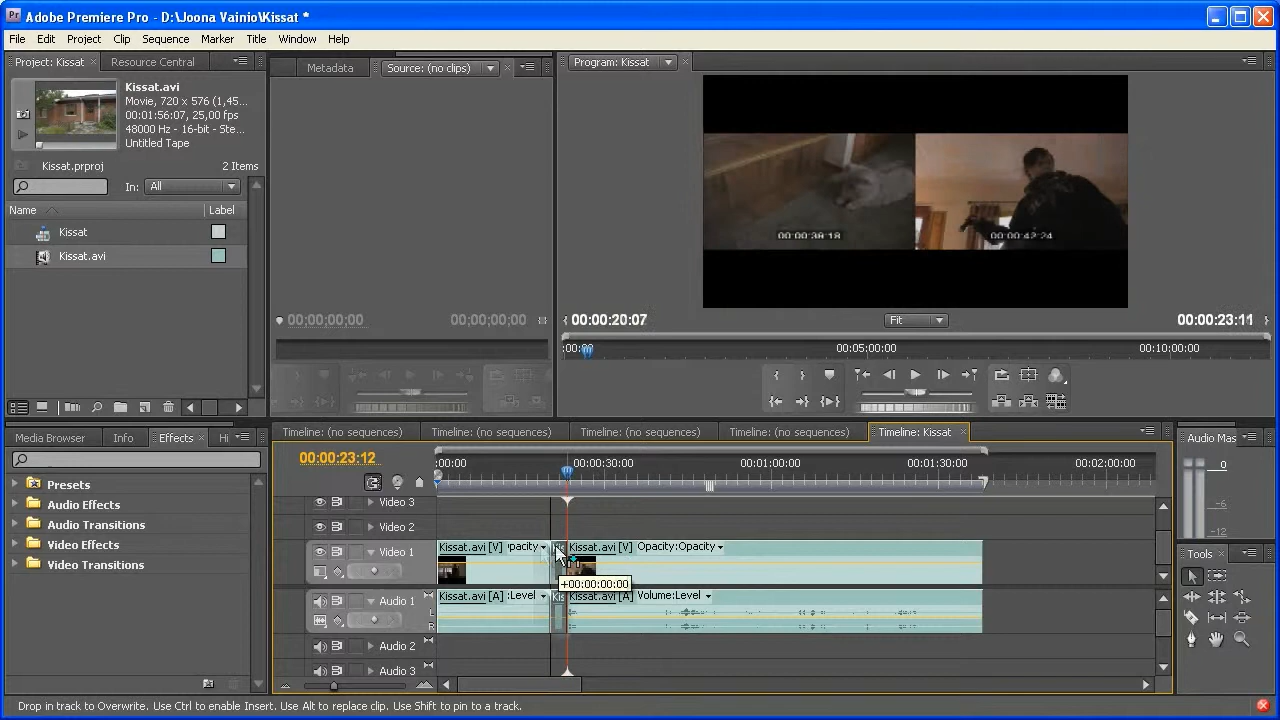 Adobe Premiere Pro - D:\Joona Vainio\Kissat *
File Edit Project Clip Sequence Marker Title Window Help
Project: Kissat Resource Central
Metadata Source: (no clips)
Program: Kissat
Kissat.avi
Movie, 720 x 576 (1,45...
00:01:56:07, 25,00 fps
48000 Hz - 16-bit - Ste...
Untitled Tape
Kissat.prproj 2 Items
In: All
Name Label
Kissat
Kissat.avi
00:00:38:18 00:00:42:24
00;00;00;00 00;00;00;00
00:00:20:07 Fit 00:00:23:11
:00:00 00:05:00:00 00:10:00:00
Media Browser Info Effects Hi
Timeline: (no sequences) Timeline: (no sequences) Timeline: (no sequences) Timeline: (no sequences) Timeline: Kissat
Audio Mas
Presets
Audio Effects
Audio Transitions
Video Effects
Video Transitions
00:00:23:12
:00:00 00:00:30:00 00:01:00:00 00:01:30:00 00:02:00:00
Video 3
Video 2
Video 1
Kissat.avi [V] :pacity Kissat.avi [V] Opacity:Opacity
+00:00:00:00
Audio 1
L
R
Kissat.avi [A] :Level Kis Kissat.avi [A] Volume:Level
Audio 2
Audio 3
0
-6
-12
Tools
Drop in track to Overwrite. Use Ctrl to enable Insert. Use Alt to replace clip. Use Shift to pin to a track.